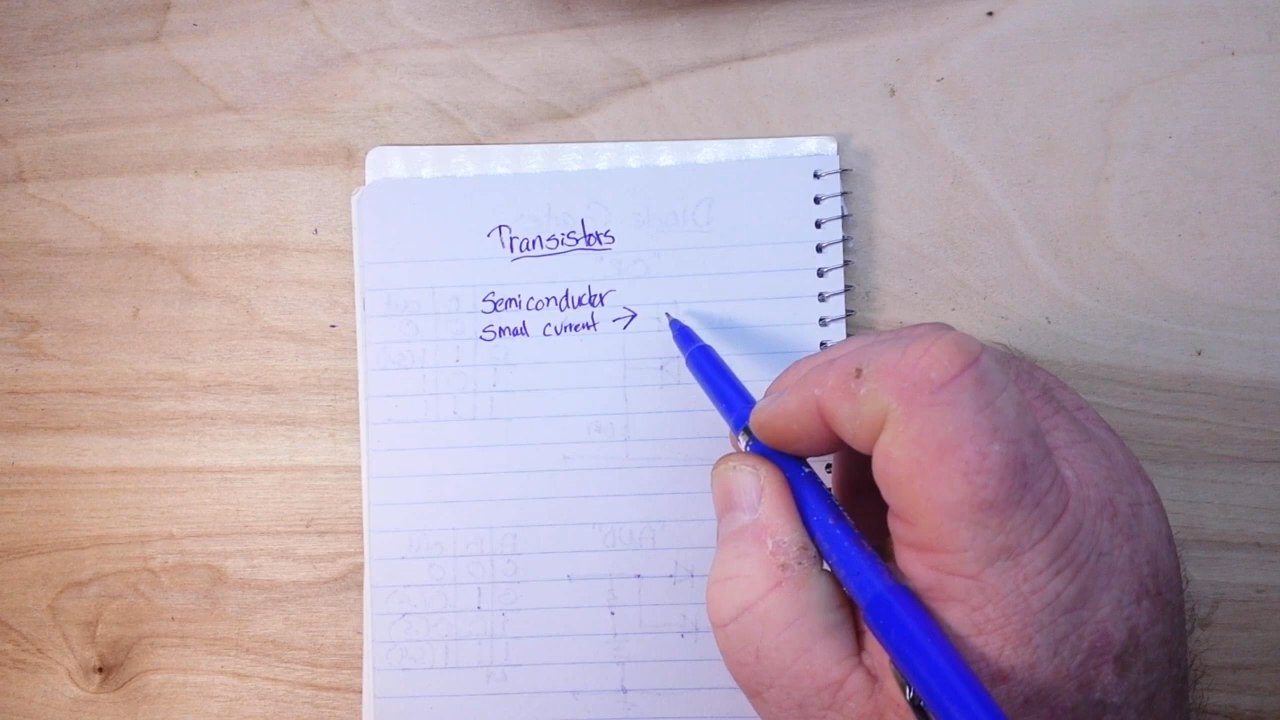 Transistors
Semiconductor
Small current →